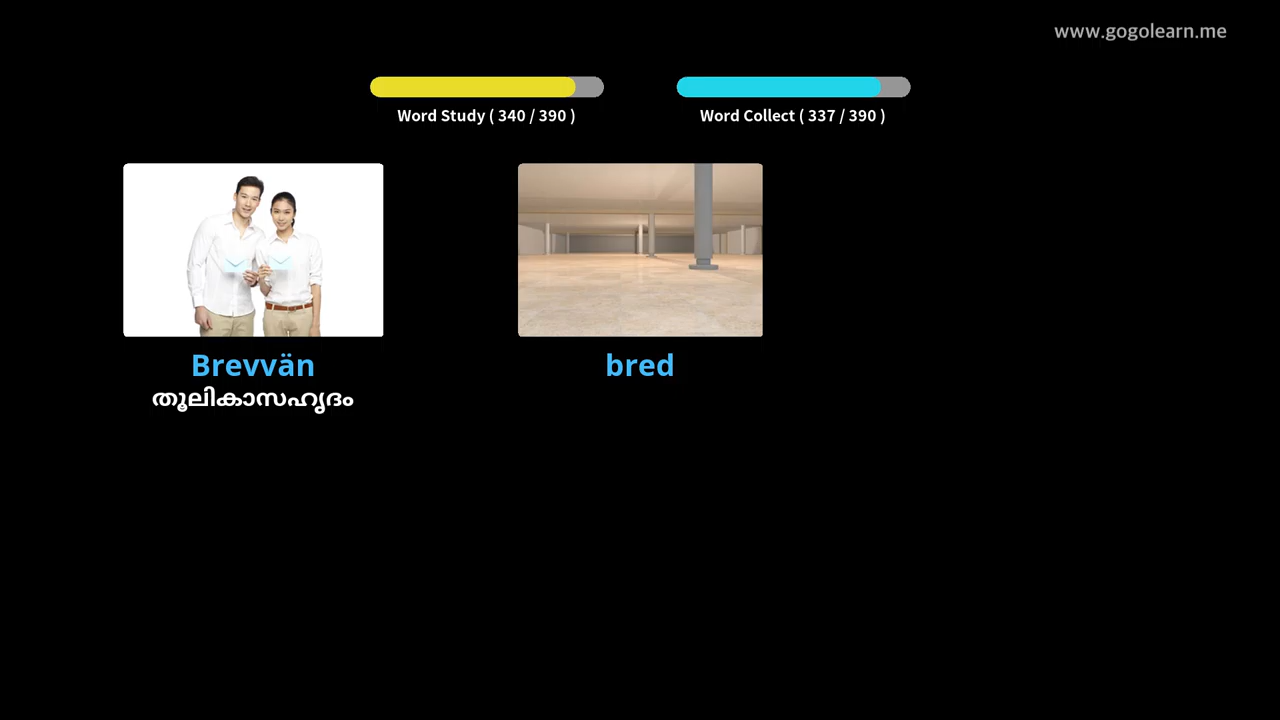 www.gogolearn.me
Word Study ( 340 / 390 )
Word Collect ( 337 / 390 )
Brevvän
തൂലികാസഹൃദം
bred